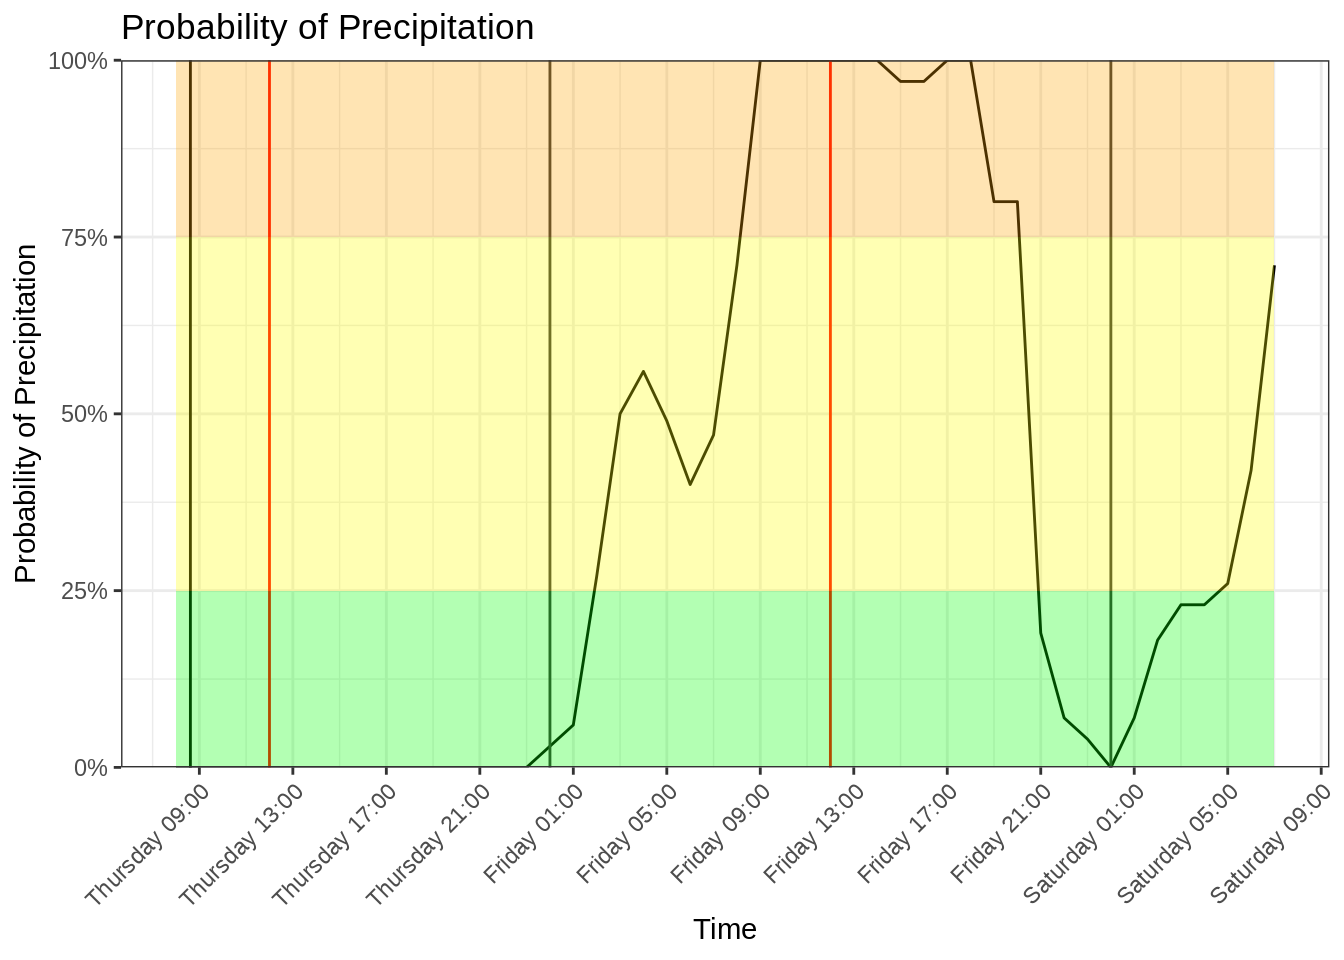 Probability of Precipitation
Probability of Precipitation
100%
75%
50%
25%
0%
Thursday 09:00
Thursday 13:00
Thursday 17:00
Thursday 21:00
Friday 01:00
Friday 05:00
Friday 09:00
Friday 13:00
Friday 17:00
Friday 21:00
Saturday 01:00
Saturday 05:00
Saturday 09:00
Time